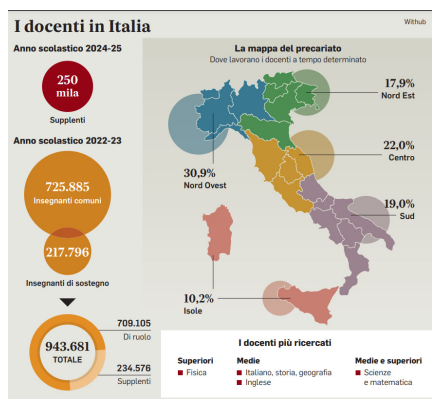 I docenti in Italia
Withub
Anno scolastico 2024-25
250
mila
Supplenti
Anno scolastico 2022-23
725.885
Insegnanti comuni
217.796
Insegnanti di sostegno
709.105
Di ruolo
943.681
TOTALE
234.576
Supplenti
La mappa del precariato
Dove lavorano i docenti a tempo determinato
17,9%
Nord Est
22,0%
Centro
30,9%
Nord Ovest
19,0%
Sud
10,2%
Isole
I docenti più ricercati
Superiori
Fisica
Medie
Italiano, storia, geografia
Inglese
Medie e superiori
Scienze
e matematica